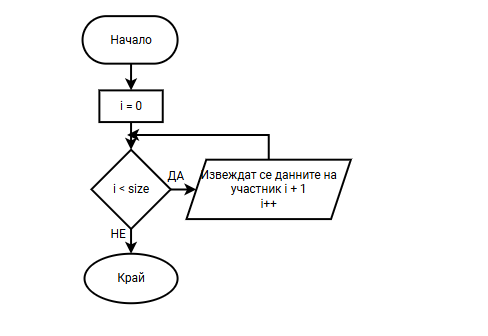 Начало
i = 0
i < size
ДА
Извеждат се данните на
участник i + 1
i++
НЕ
Край